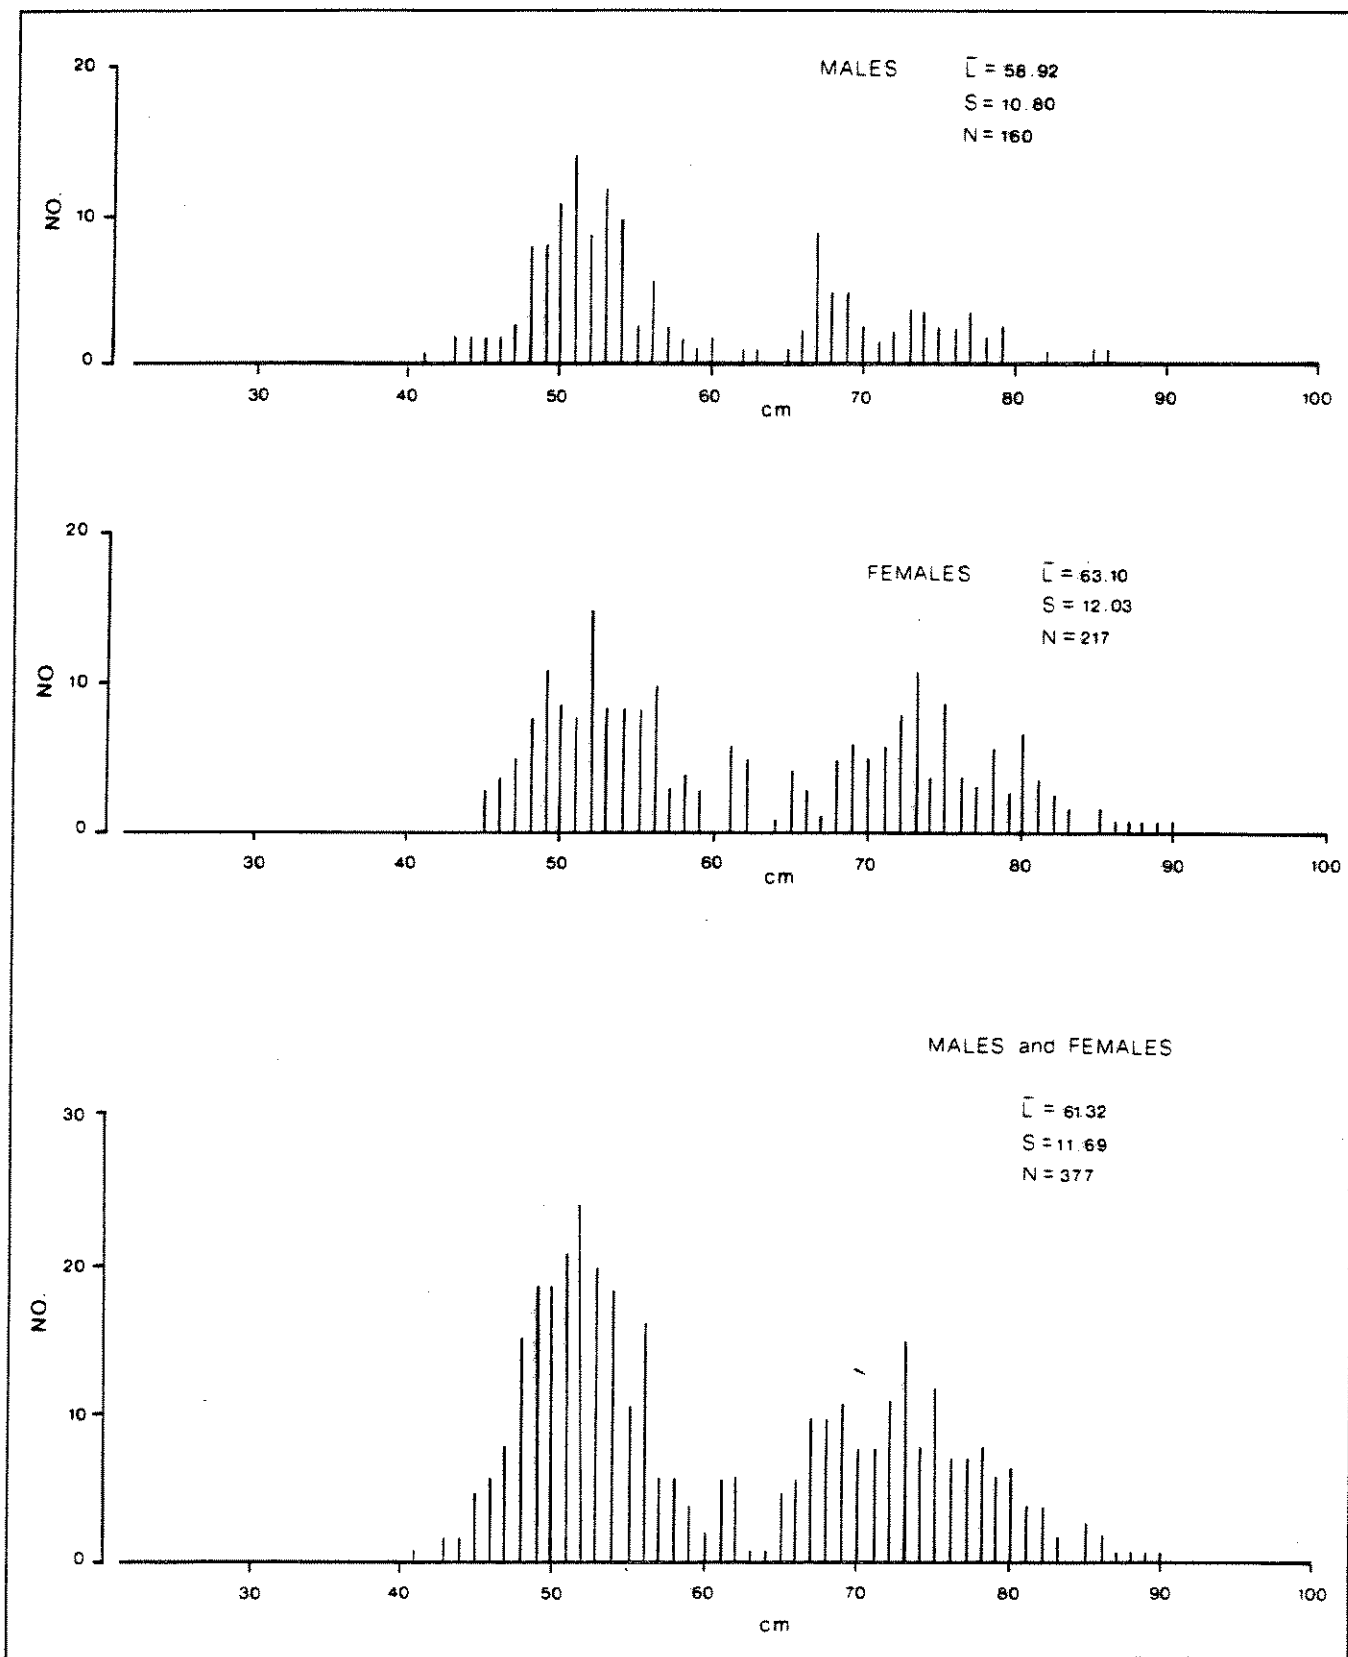 MALES L̄ = 58.92
S = 10.80
N = 160
20
10
0
NO.
30 40 50 60 70 80 90 100
cm
FEMALES L̄ = 63.10
S = 12.03
N = 217
20
10
0
NO
30 40 50 60 70 80 90 100
cm
MALES and FEMALES
L̄ = 61.32
S = 11.69
N = 377
30
20
10
0
NO.
30 40 50 60 70 80 90 100
cm